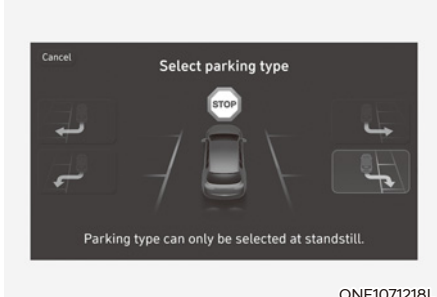 Cancel
Select parking type
STOP
Parking type can only be selected at standstill.
ONE1071218L